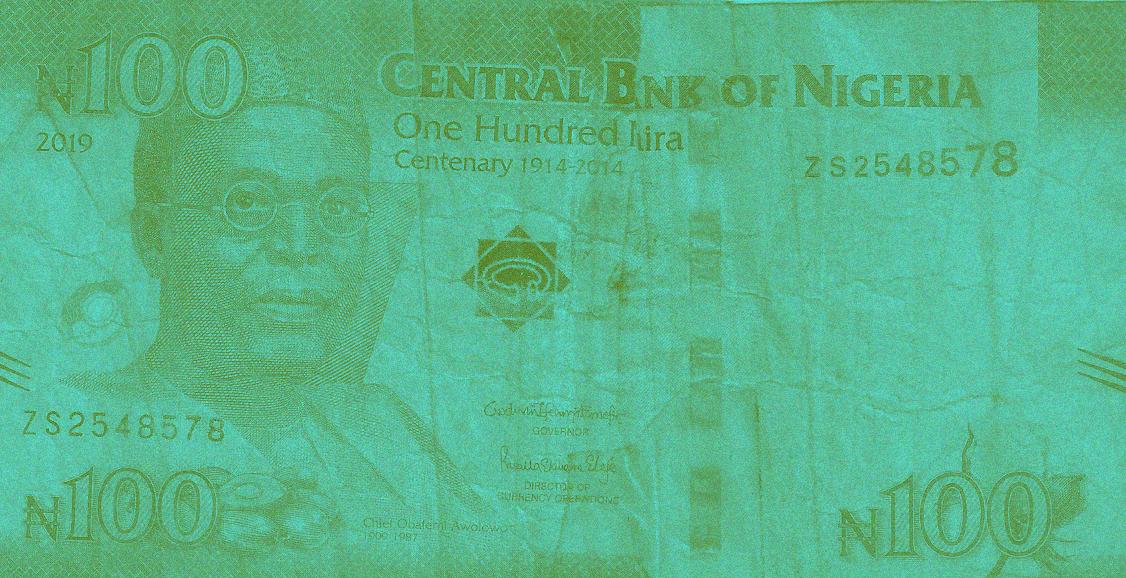 ₦100
CENTRAL BNK OF NIGERIA
2019
One Hundred Ira
Centenary 1914-2014
ZS2548578
ZS2548578
GOVERNOR
DIRECTOR OF
CURRENCY OPERATIONS
₦100
Chief Obafemi Awolowo
1909-1987
₦100